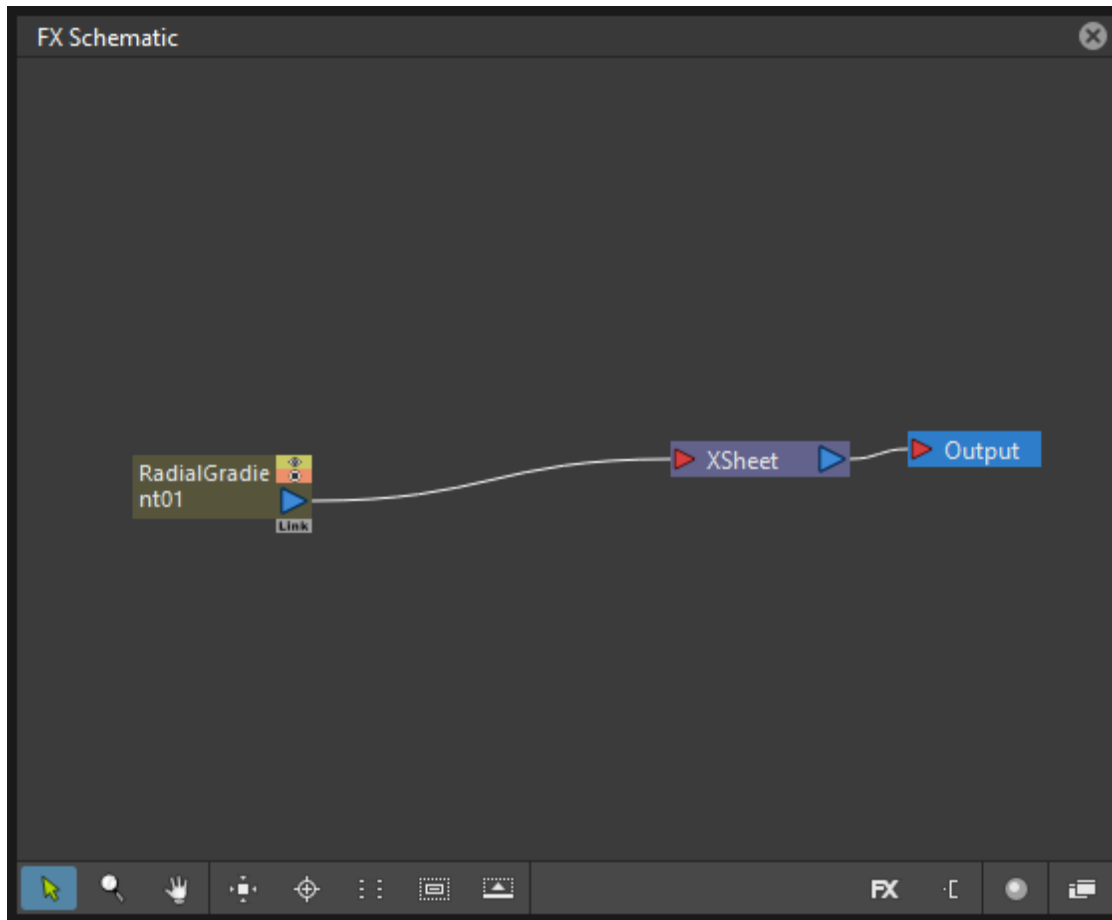 FX Schematic
RadialGradie
nt01
Link
XSheet
Output
FX